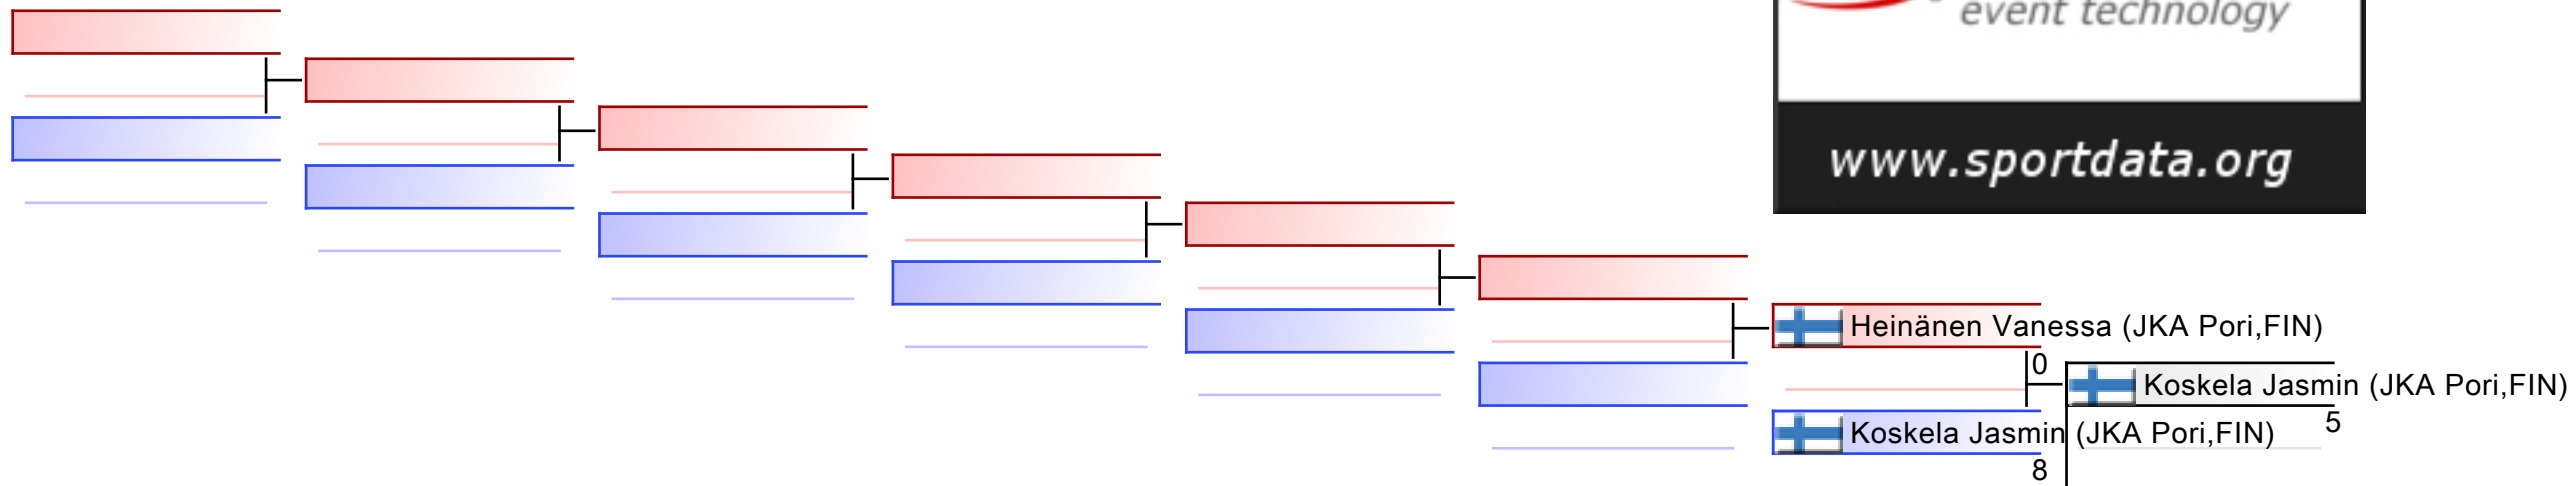 event technology
www.sportdata.org
Heinänen Vanessa (JKA Pori,FIN)
0
Koskela Jasmin (JKA Pori,FIN)
5
Koskela Jasmin (JKA Pori,FIN)
8